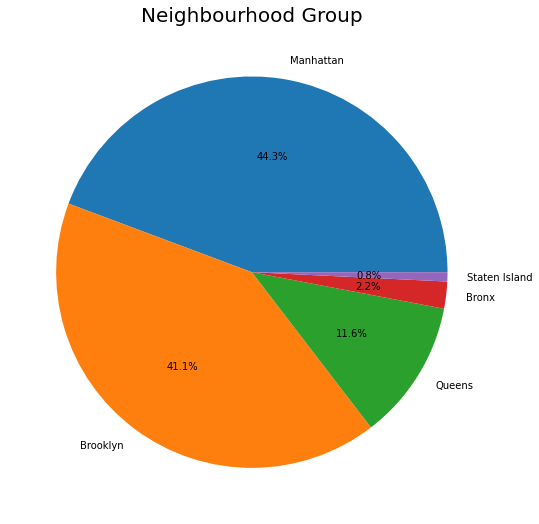 Neighbourhood Group
Manhattan
44.3%
0.8%
Staten Island
2.2%
Bronx
11.6%
41.1%
Queens
Brooklyn